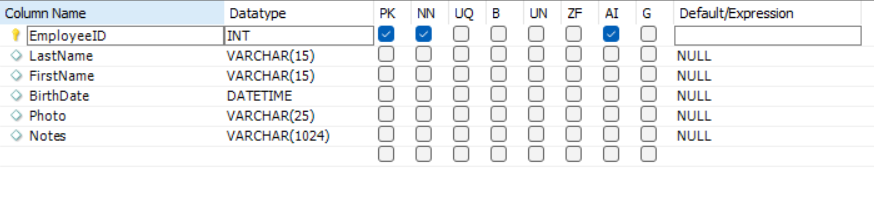 Column Name Datatype PK NN UQ B UN ZF AI G Default/Expression
EmployeeID INT
LastName VARCHAR(15) NULL
FirstName VARCHAR(15) NULL
BirthDate DATETIME NULL
Photo VARCHAR(25) NULL
Notes VARCHAR(1024) NULL